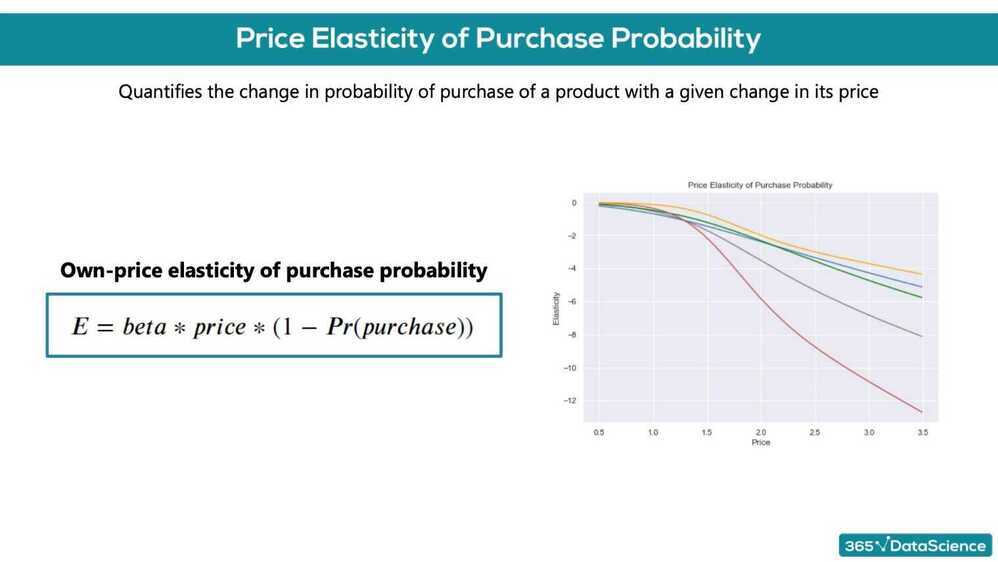 Price Elasticity of Purchase Probability
Quantifies the change in probability of purchase of a product with a given change in its price
Own-price elasticity of purchase probability
E = beta ∗ price ∗ (1 − Pr(purchase))
Price Elasticity of Purchase Probability
Elasticity
0
−2
−4
−6
−8
−10
−12
0.5 1.0 1.5 2.0 2.5 3.0 3.5
Price
365 DataScience